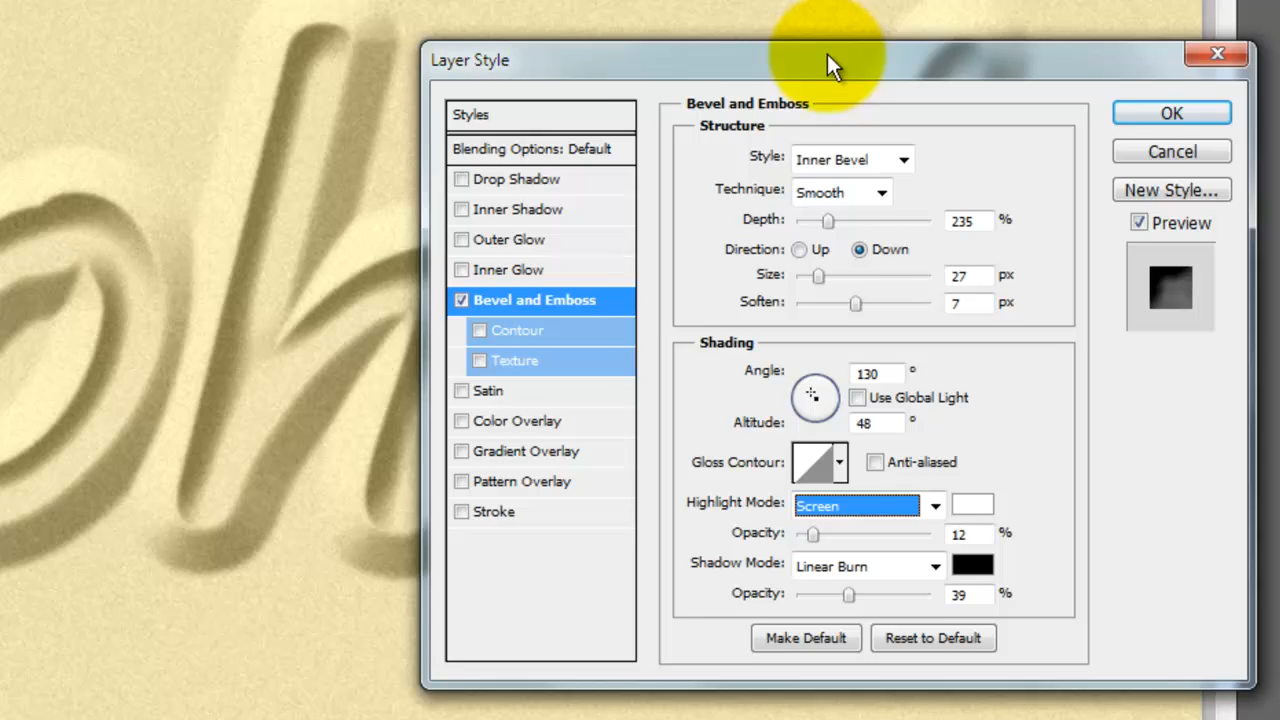 Layer Style
Styles
Blending Options: Default
Drop Shadow
Inner Shadow
Outer Glow
Inner Glow
Bevel and Emboss
Contour
Texture
Satin
Color Overlay
Gradient Overlay
Pattern Overlay
Stroke
Bevel and Emboss
Structure
Style: Inner Bevel
Technique: Smooth
Depth: 235 %
Direction: Up Down
Size: 27 px
Soften: 7 px
Shading
Angle: 130 °
Use Global Light
Altitude: 48 °
Gloss Contour: Anti-aliased
Highlight Mode: Screen
Opacity: 12 %
Shadow Mode: Linear Burn
Opacity: 39 %
Make Default Reset to Default
OK
Cancel
New Style...
Preview
oh